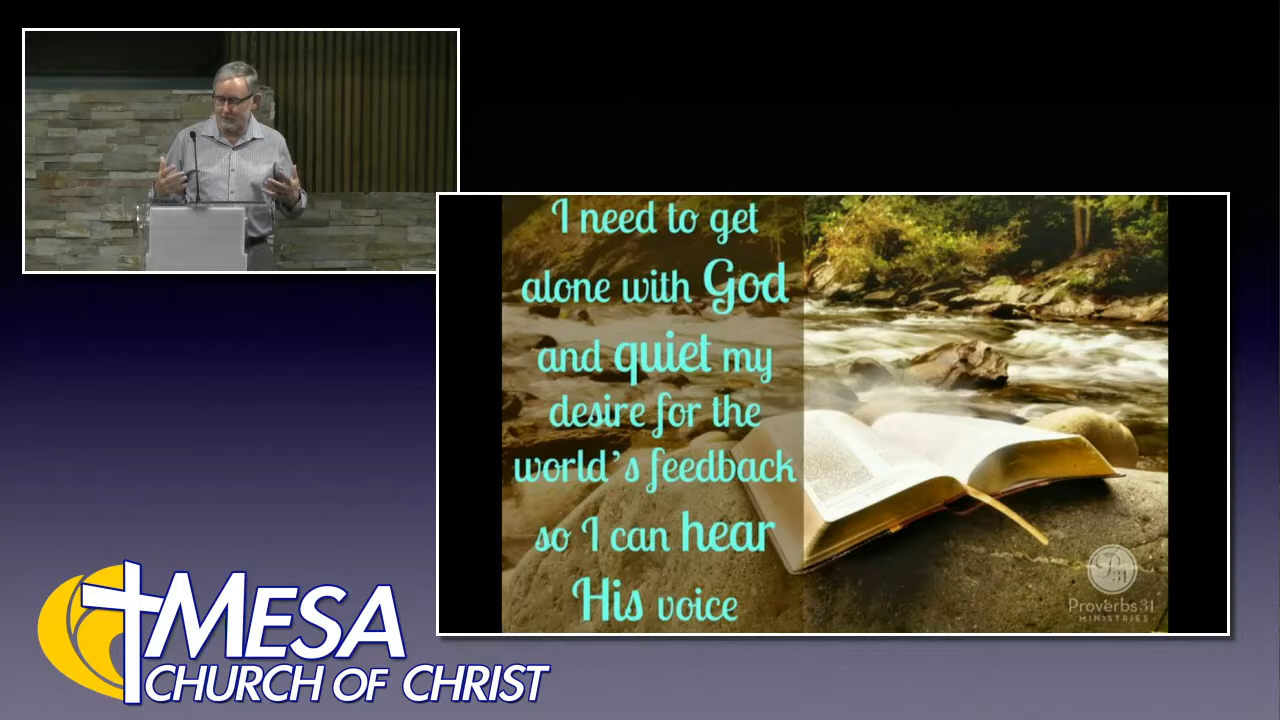 I need to get
alone with God
and quiet my
desire for the
world's feedback
so I can hear
His voice
P31
Proverbs 31
MINISTRIES
MESA
CHURCH OF CHRIST